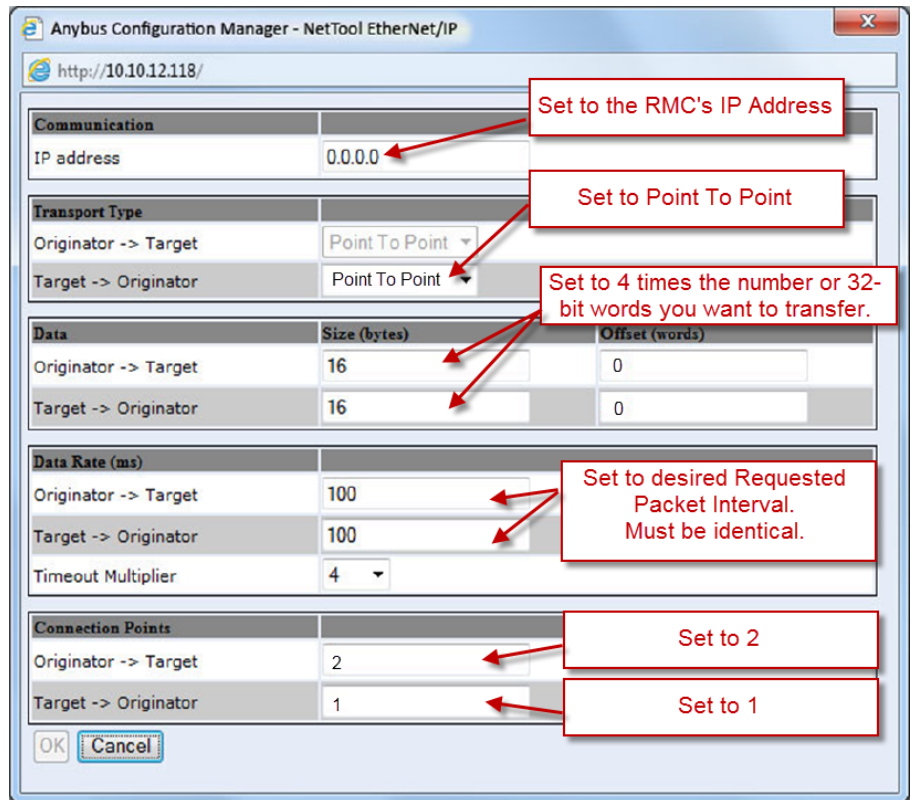 Anybus Configuration Manager - NetTool EtherNet/IP
http://10.10.12.118/
Set to the RMC's IP Address
Communication
IP address
0.0.0.0
Set to Point To Point
Transport Type
Originator -> Target
Point To Point
Target -> Originator
Point To Point
Set to 4 times the number or 32-
bit words you want to transfer.
Data
Size (bytes)
Offset (words)
Originator -> Target
16
0
Target -> Originator
16
0
Data Rate (ms)
Originator -> Target
100
Target -> Originator
100
Set to desired Requested
Packet Interval.
Must be identical.
Timeout Multiplier
4
Connection Points
Originator -> Target
2
Set to 2
Target -> Originator
1
Set to 1
OK
Cancel